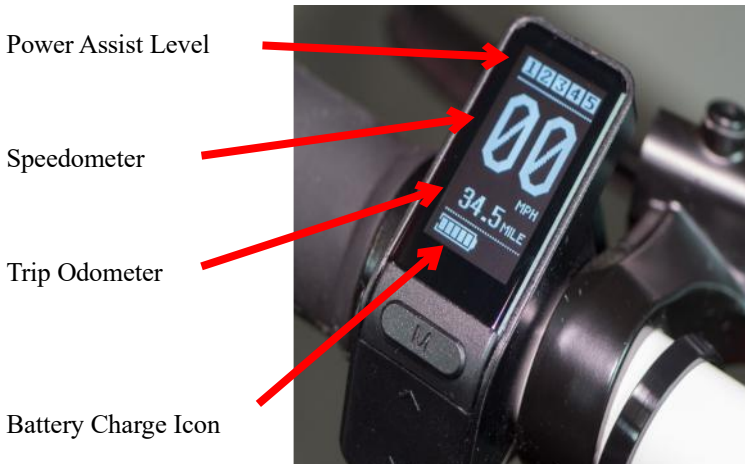 Power Assist Level
12345
Speedometer
00
MPH
Trip Odometer
34.5 MILE
M
Battery Charge Icon